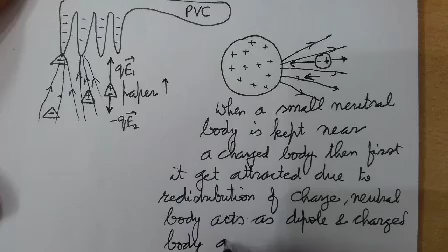 PVC
qE₁
paper ↑
-qE₂
When a small neutral
body is kept near
a charged body then first
it get attracted due to
redistribution of charge, neutral
body acts as dipole & charged
body a